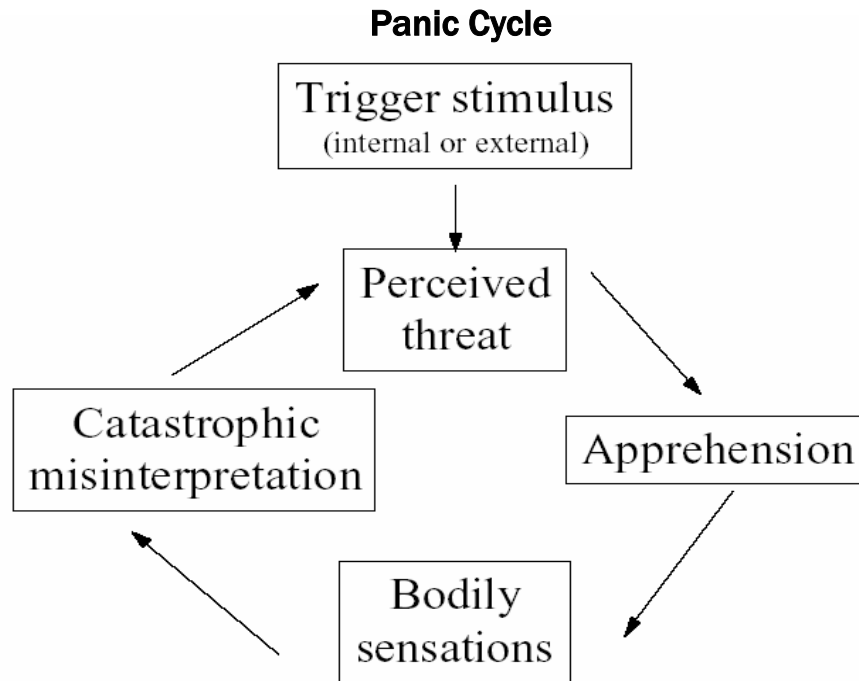 Panic Cycle
Trigger stimulus
(internal or external)
Perceived
threat
Apprehension
Bodily
sensations
Catastrophic
misinterpretation